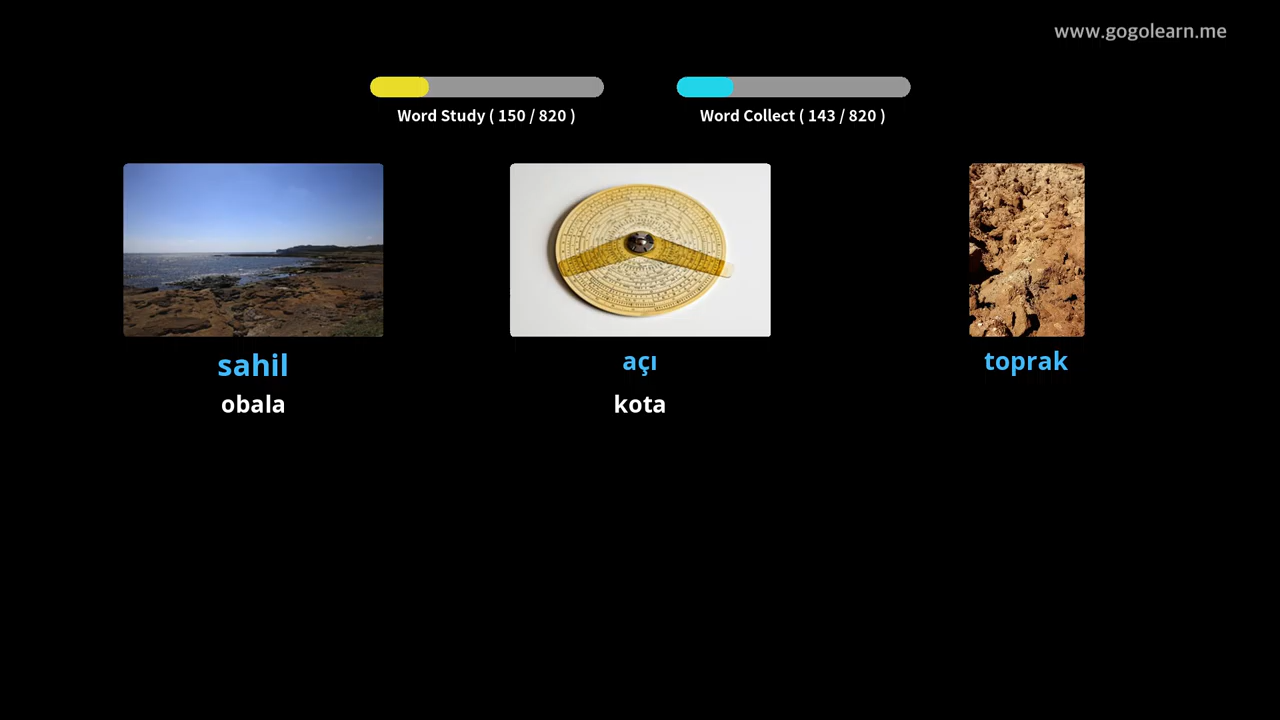 www.gogolearn.me
Word Study ( 150 / 820 )
Word Collect ( 143 / 820 )
sahil
açı
toprak
obala
kota